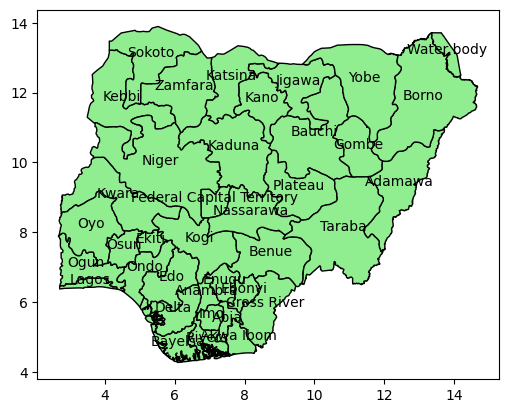 14
Water body
Sokoto
Katsina
Jigawa
Yobe
Zamfara
12
Kebbi
Kano
Borno
Bauchi
Kaduna
Gombe
Niger
10
Plateau
Adamawa
Kwara
Federal Capital Territory
Nassarawa
Oyo
Taraba
8
Kogi
Ekiti
Osun
Benue
Ogun
Ondo
Edo
Enugu
Lagos
Anambra
Ebonyi
6
Cross River
Delta
Imo
Abia
Rivers
Akwa Ibom
Bayelsa
4
4 6 8 10 12 14